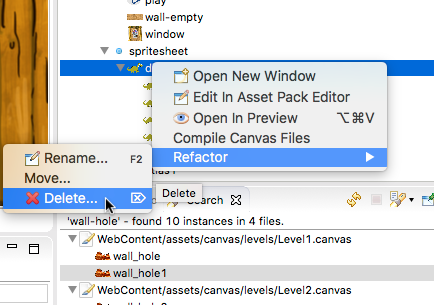 play
wall-empty
window
spritesheet
d
Open New Window
Edit In Asset Pack Editor
Open In Preview ⌥⌘V
Compile Canvas Files
Refactor
Rename... F2
Move...
Delete... ⌦
Delete
Search
'wall-hole' - found 10 instances in 4 files.
WebContent/assets/canvas/levels/Level1.canvas
wall_hole
wall_hole1
WebContent/assets/canvas/levels/Level2.canvas